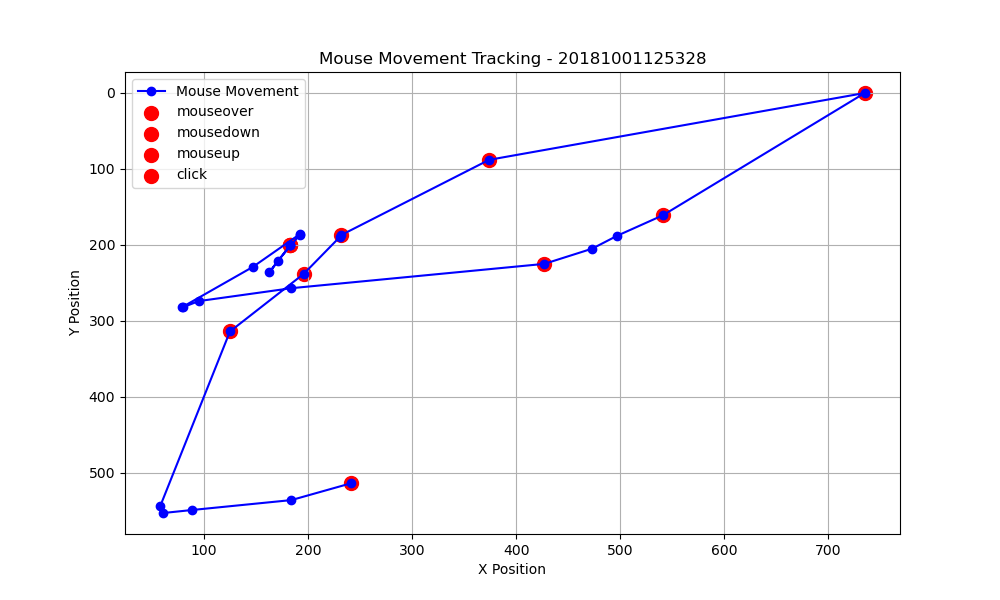 Mouse Movement Tracking - 20181001125328
Mouse Movement
mouseover
mousedown
mouseup
click
0
100
200
300
400
500
Y Position
100
200
300
400
500
600
700
X Position